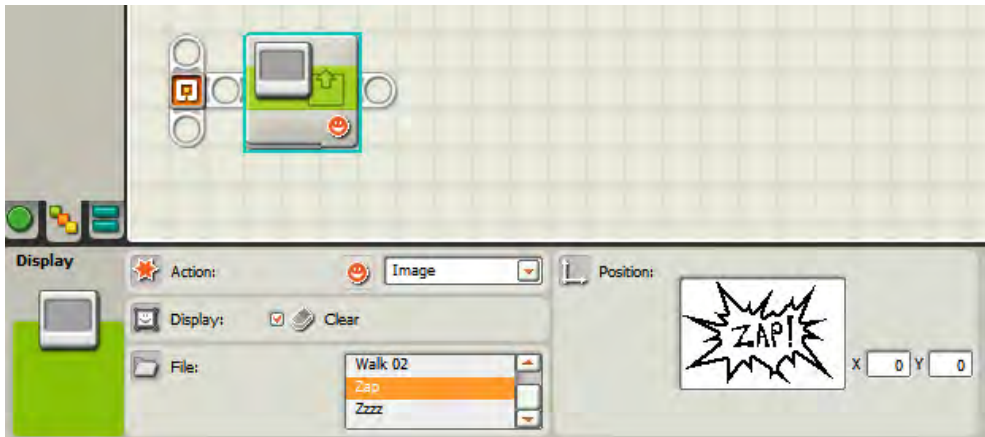 Display
Action:
Image
Position:
Display:
Clear
ZAP!
File:
Walk 02
Zap
Zzzz
X 0 Y 0